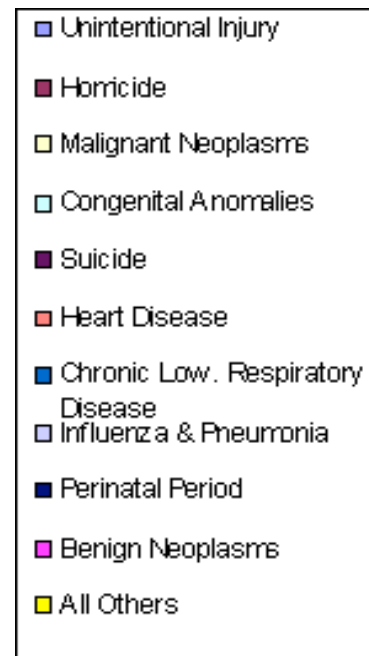 Unintentional Injury
Homicide
Malignant Neoplasms
Congenital Anomalies
Suicide
Heart Disease
Chronic Low. Respiratory
Disease
Influenza & Pneumonia
Perinatal Period
Benign Neoplasms
All Others